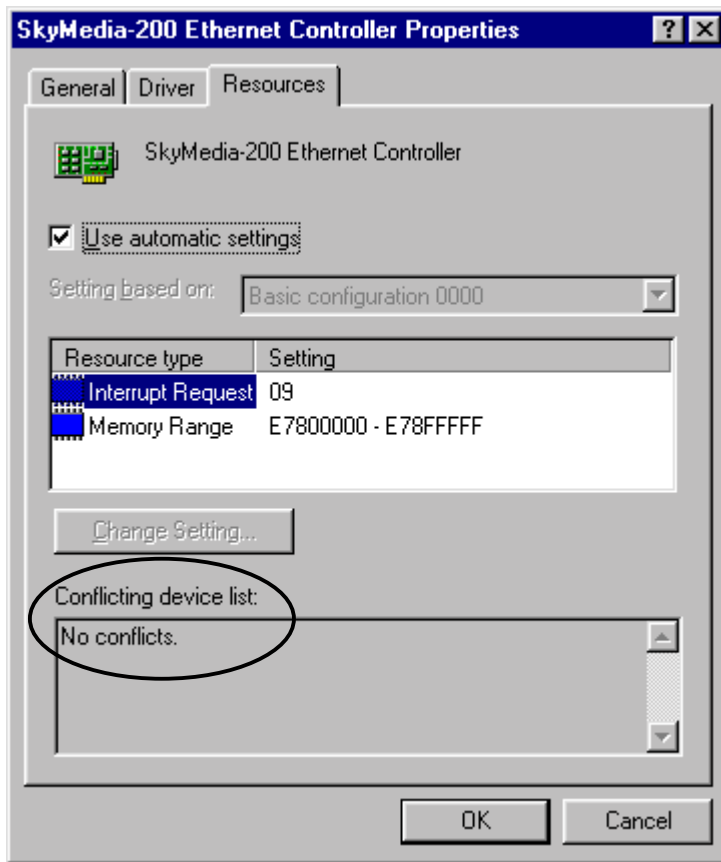 SkyMedia-200 Ethernet Controller Properties ? X
General Driver Resources
SkyMedia-200 Ethernet Controller
Use automatic settings
Setting based on: Basic configuration 0000
Resource type Setting
Interrupt Request 09
Memory Range E7800000 - E78FFFFF
Change Setting...
Conflicting device list:
No conflicts.
OK Cancel